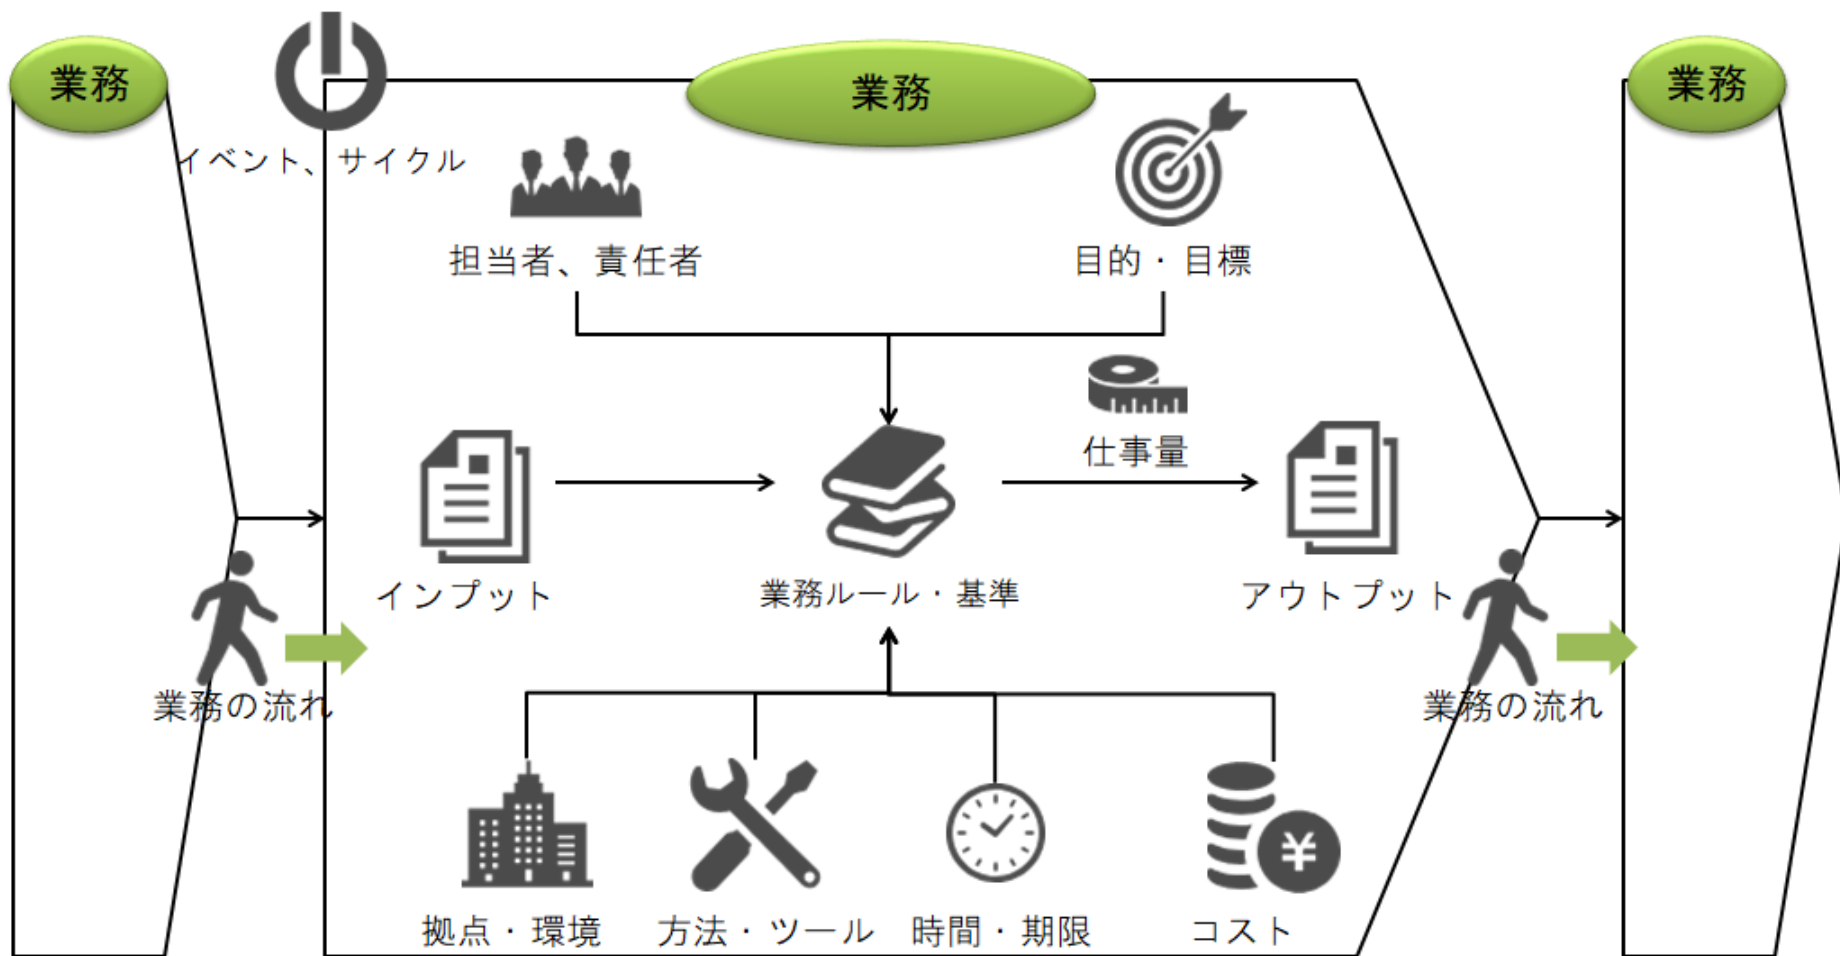 業務
業務
業務
イベント、サイクル
担当者、責任者
目的・目標
仕事量
インプット
業務ルール・基準
アウトプット
業務の流れ
業務の流れ
拠点・環境
方法・ツール
時間・期限
コスト
¥